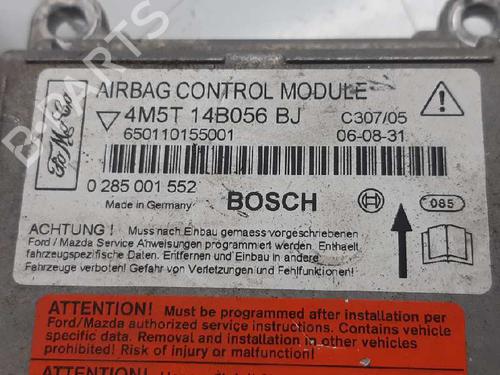 AIRBAG CONTROL MODULE
FoMoCo
4M5T 14B056 BJ
C307/05
650110155001
06-08-31
0 285 001 552
BOSCH
085
Made in Germany
ACHTUNG ! Muss nach Einbau gemaess vorgeschriebenen
Ford / Mazda Service Anweisungen programmiert werden. Enthaelt
fahrzeugspezifische Daten. Entfernen und Einbau in andere
Fahrzeuge verboten! Gefahr von Verletzungen und Fehlfunktion!
ATTENTION! Must be programmed after installation per
Ford/Mazda authorized service instructions. Contains vehicle
specific data. Removal and installation in other vehicles
prohibited! Risk of injury or malfunction!
ATTENTION!